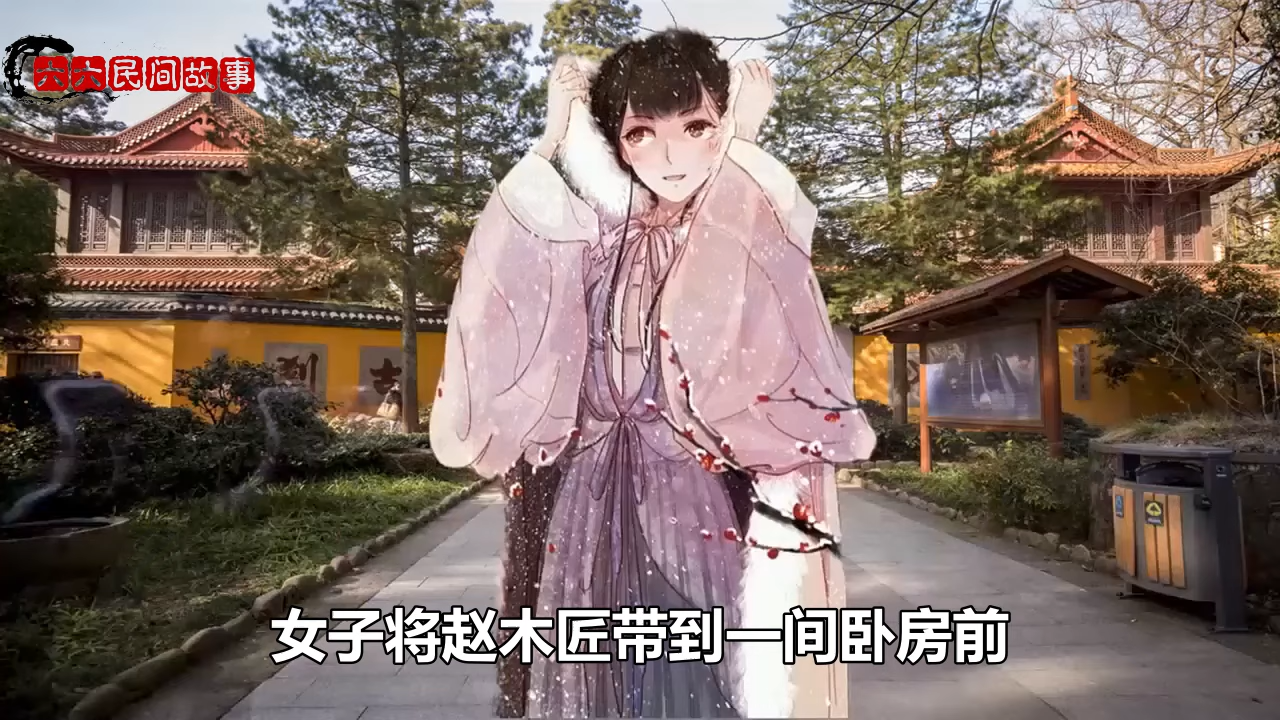 六六民间故事
到
女子将赵木匠带到一间卧房前